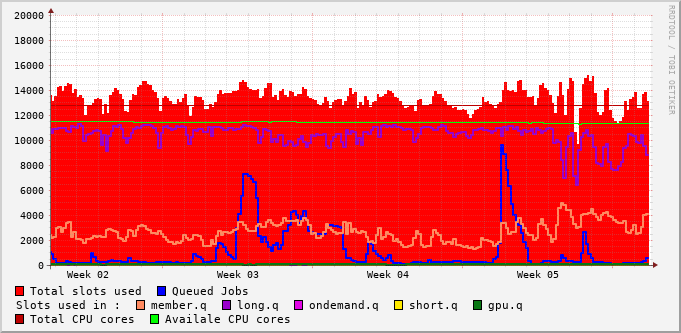 20000
18000
16000
14000
12000
10000
8000
6000
4000
2000
0
Week 02 Week 03 Week 04 Week 05
RRDTOOL / TOBI OETIKER
Total slots used Queued Jobs
Slots used in : member.q long.q ondemand.q short.q gpu.q
Total CPU cores Availale CPU cores